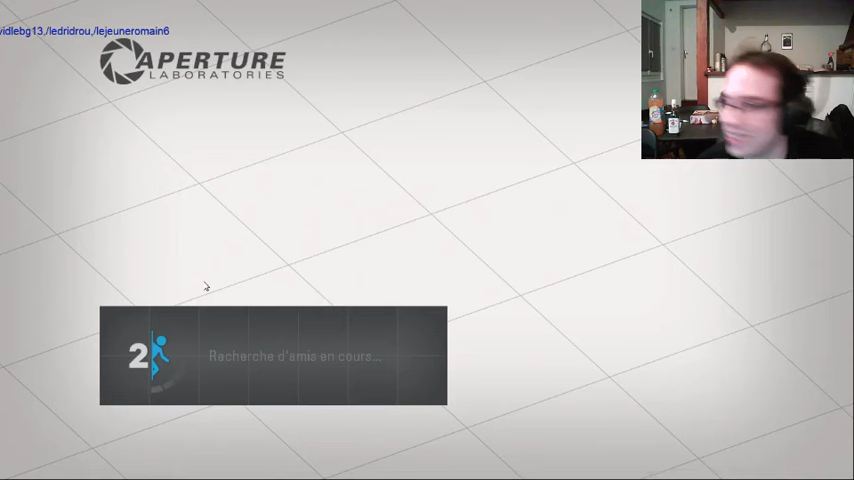 vidlebg13,/ledridrou,/lejeuneromain6
APERTURE
LABORATORIES
2 Recherche d'amis en cours...